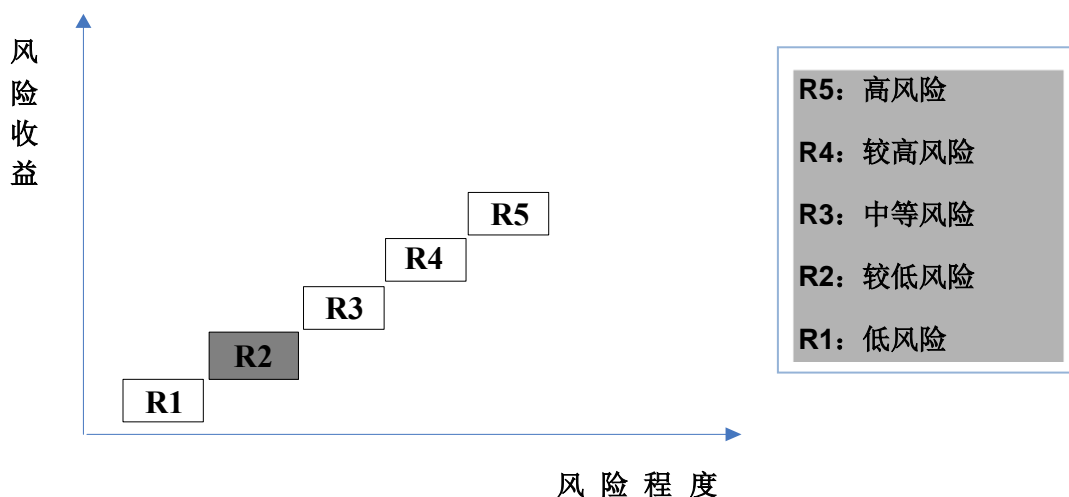 风
险
收
益
R5
R4
R3
R2
R1
风 险 程 度
R5：高风险
R4：较高风险
R3：中等风险
R2：较低风险
R1：低风险